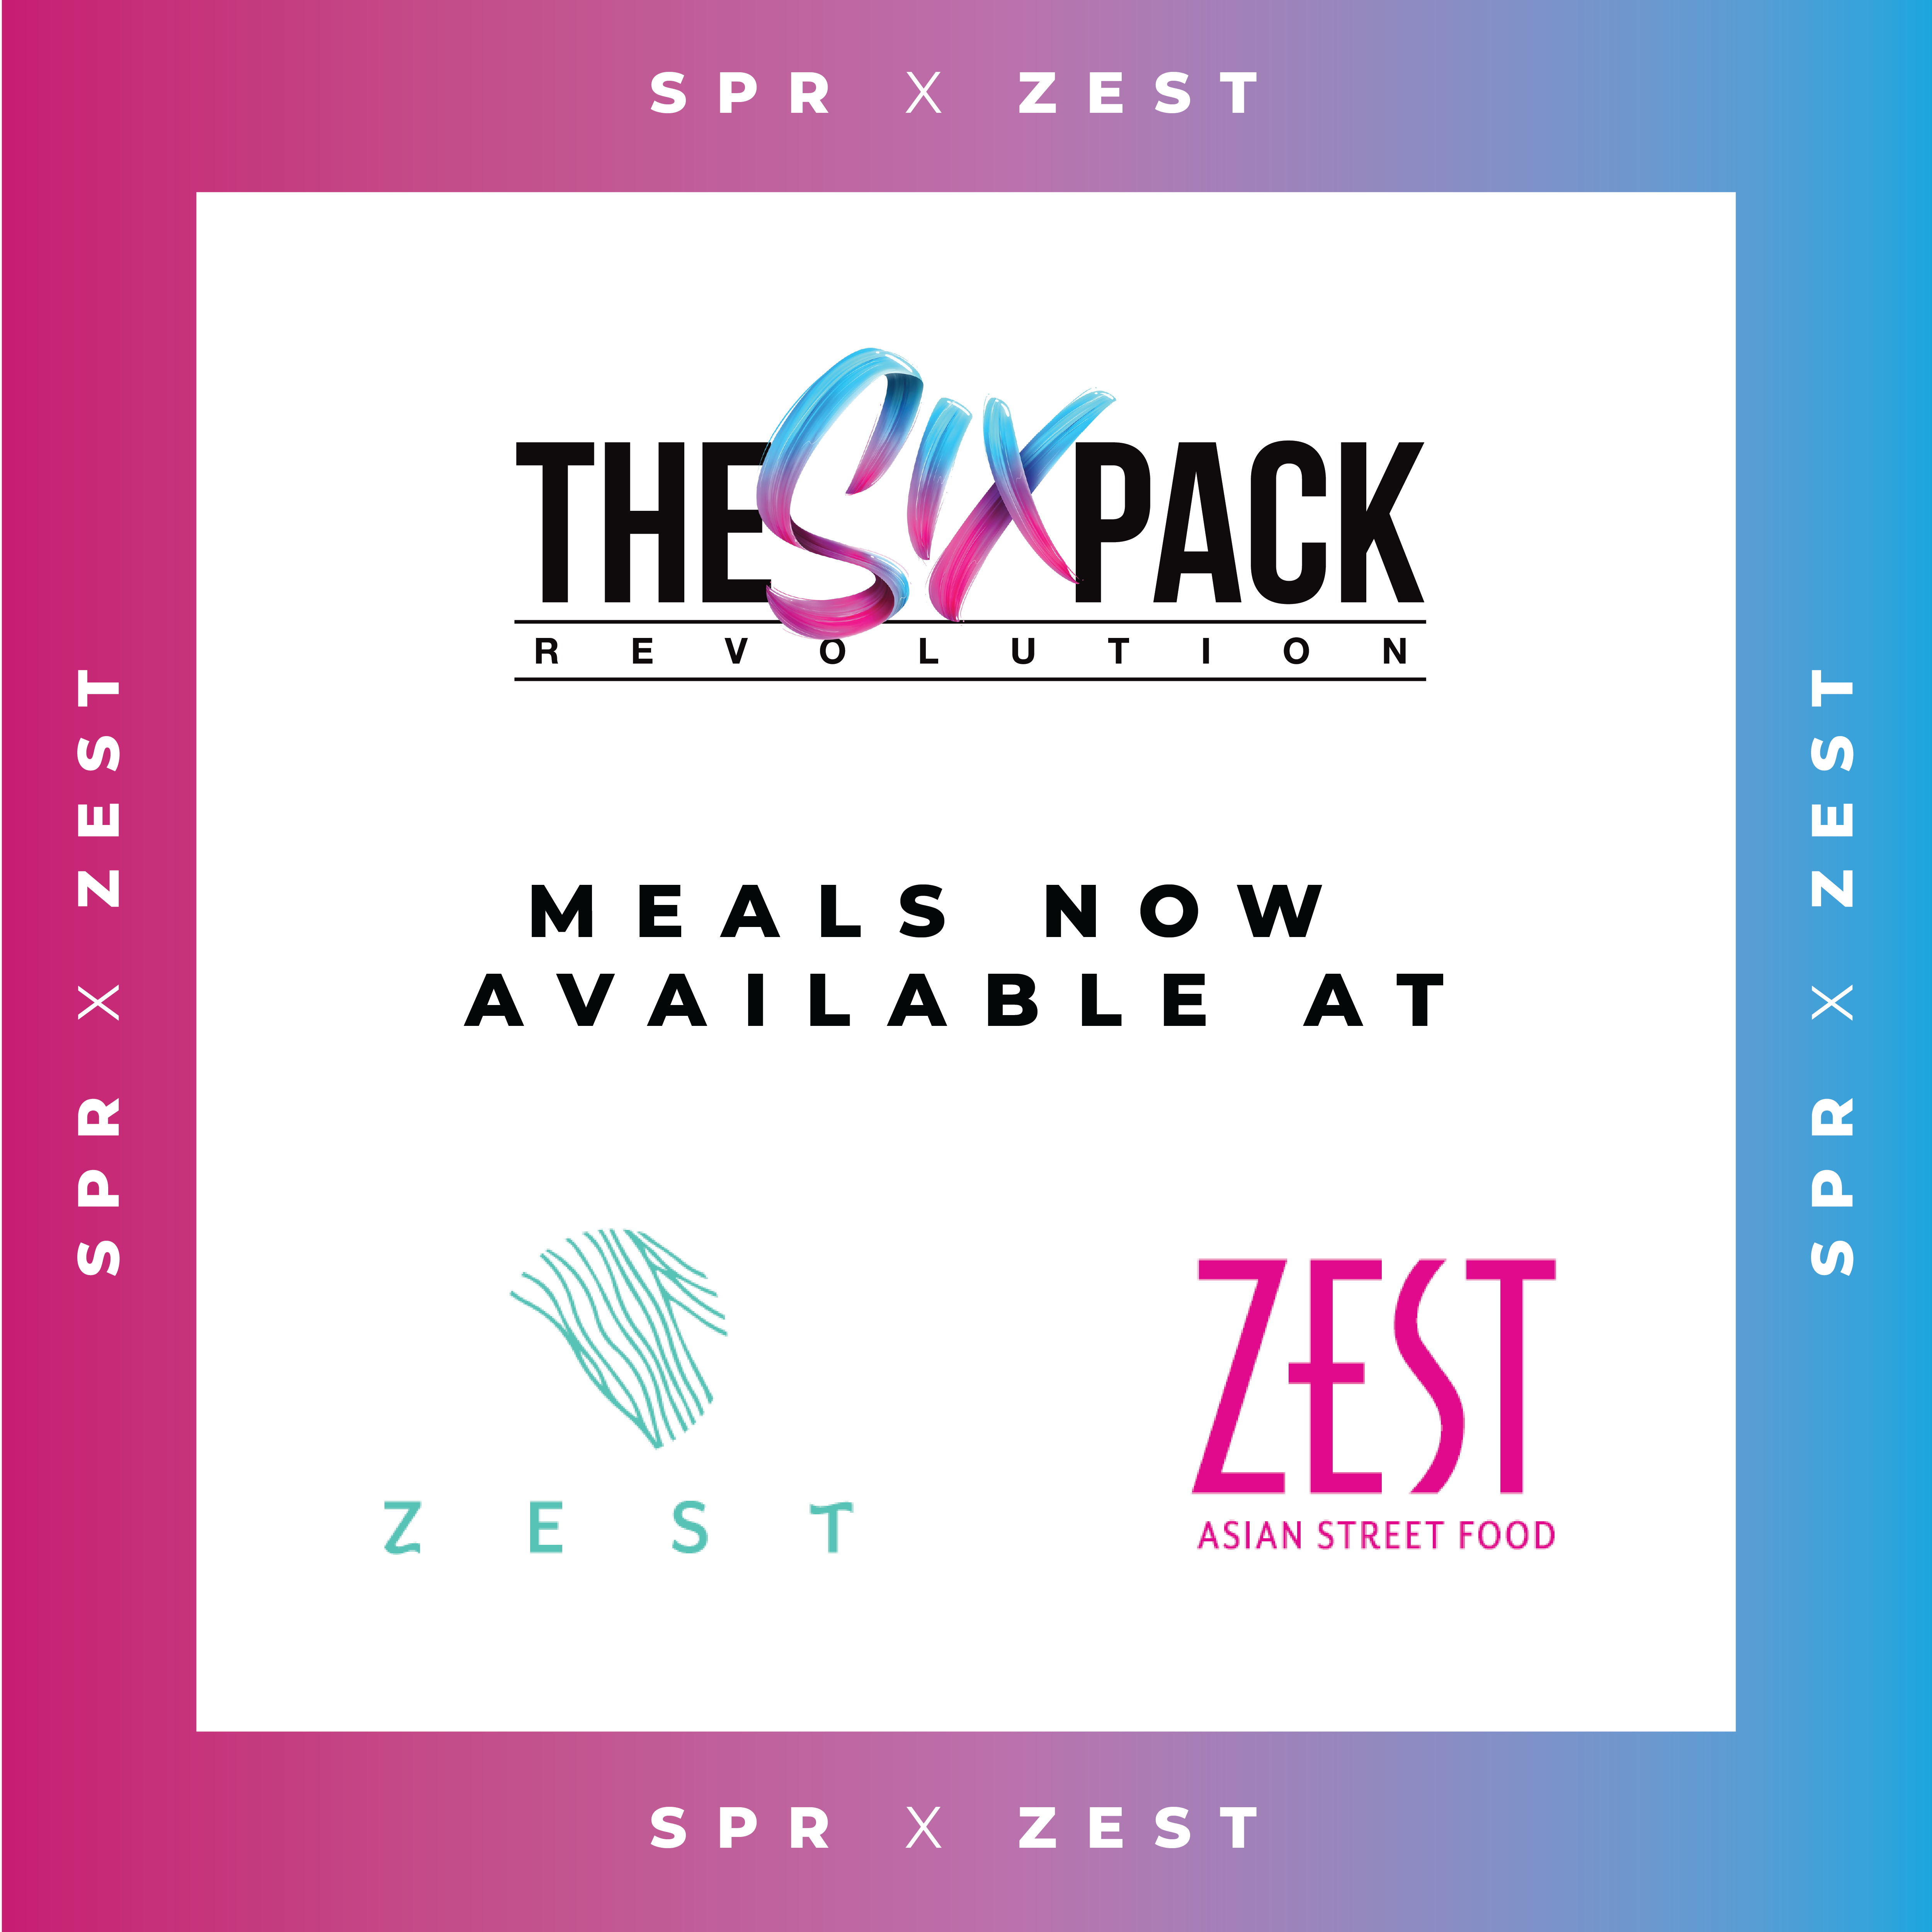 SPR X ZEST
THE SIX PACK
REVOLUTION
SPR X ZEST
SPR X ZEST
MEALS NOW
AVAILABLE AT
ZEST
ZEST
ASIAN STREET FOOD
SPR X ZEST